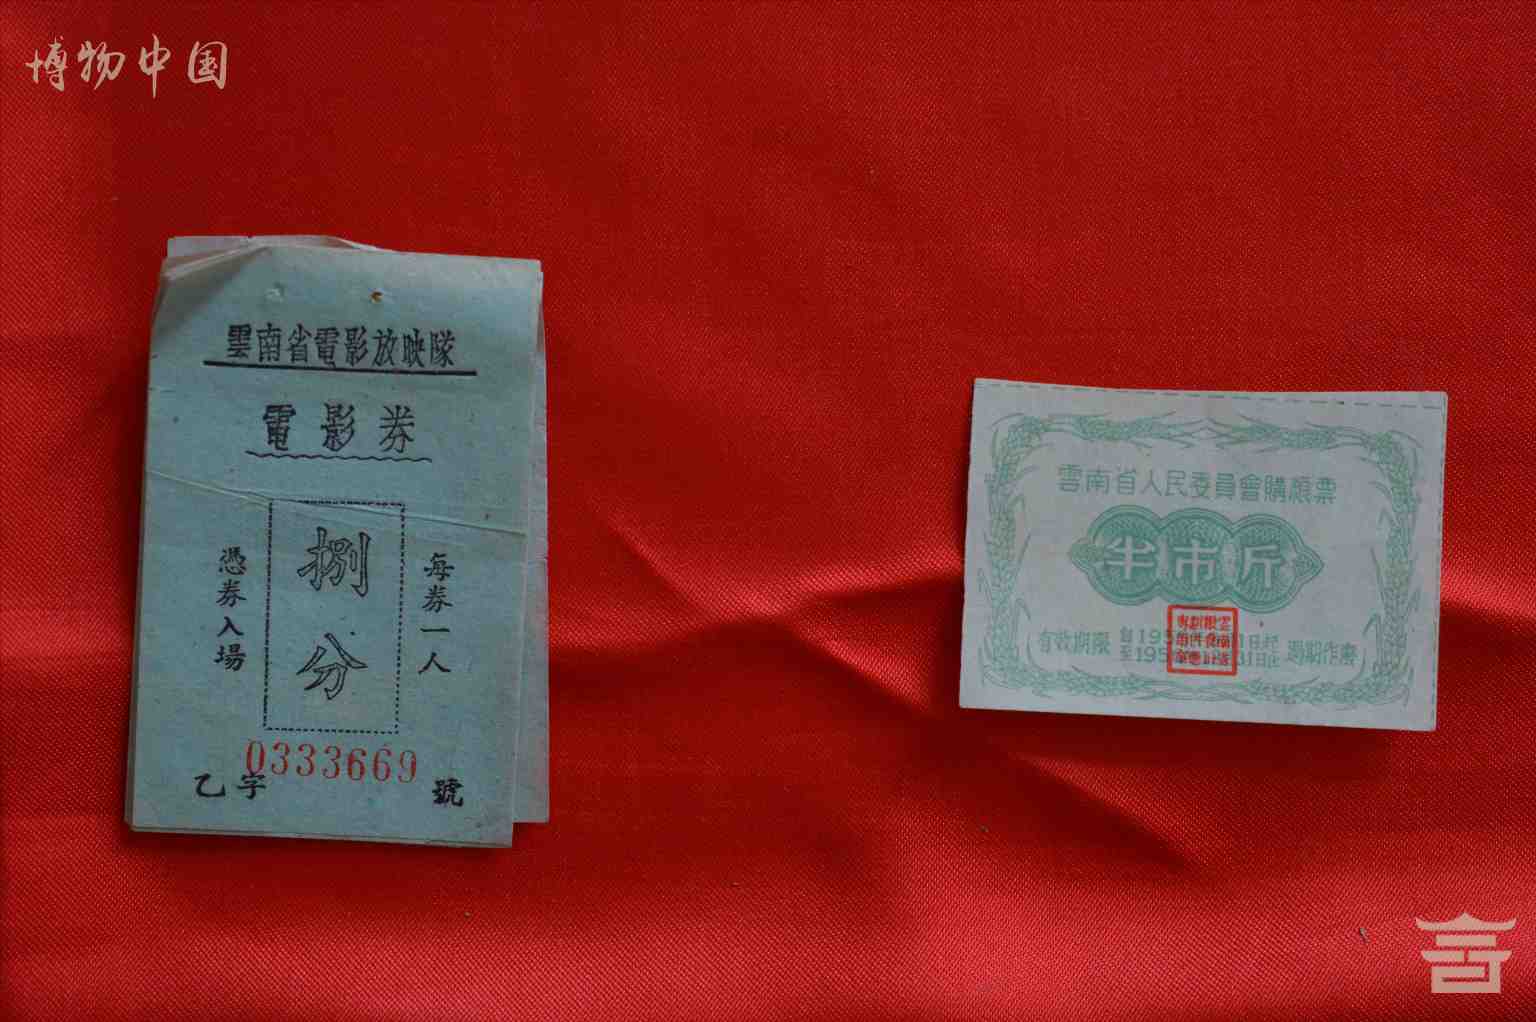 博物中国
雲南省電影放映隊
電影券
每券一人
捌分
憑券入場
0333669
乙字 號
雲南省人民委員會購粮票
半市斤
有效期限
过期作廢